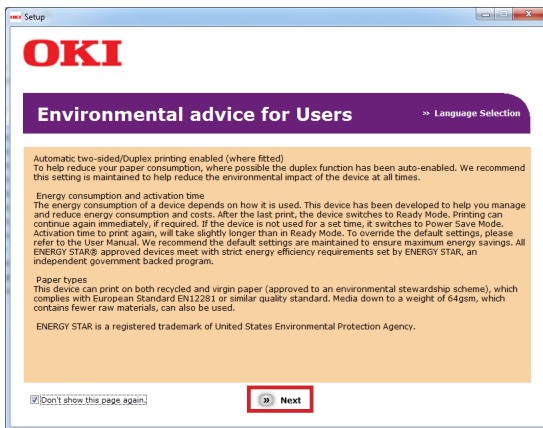 OKI Setup
OKI
Environmental advice for Users
» Language Selection
Automatic two-sided/Duplex printing enabled (where fitted)
To help reduce your paper consumption, where possible the duplex function has been auto-enabled. We recommend
this setting is maintained to help reduce the environmental impact of the device at all times.
Energy consumption and activation time
The energy consumption of a device depends on how it is used. This device has been developed to help you manage
and reduce energy consumption and costs. After the last print, the device switches to Ready Mode. Printing can
continue again immediately, if required. If the device is not used for a set time, it switches to Power Save Mode.
Activation time to print again, will take slightly longer than in Ready Mode. To override the default settings, please
refer to the User Manual. We recommend the default settings are maintained to ensure maximum energy savings. All
ENERGY STAR® approved devices meet with strict energy efficiency requirements set by ENERGY STAR, an
independent government backed program.
Paper types
This device can print on both recycled and virgin paper (approved to an environmental stewardship scheme), which
complies with European Standard EN12281 or similar quality standard. Media down to a weight of 64gsm, which
contains fewer raw materials, can also be used.
ENERGY STAR is a registered trademark of United States Environmental Protection Agency.
Don't show this page again.
» Next